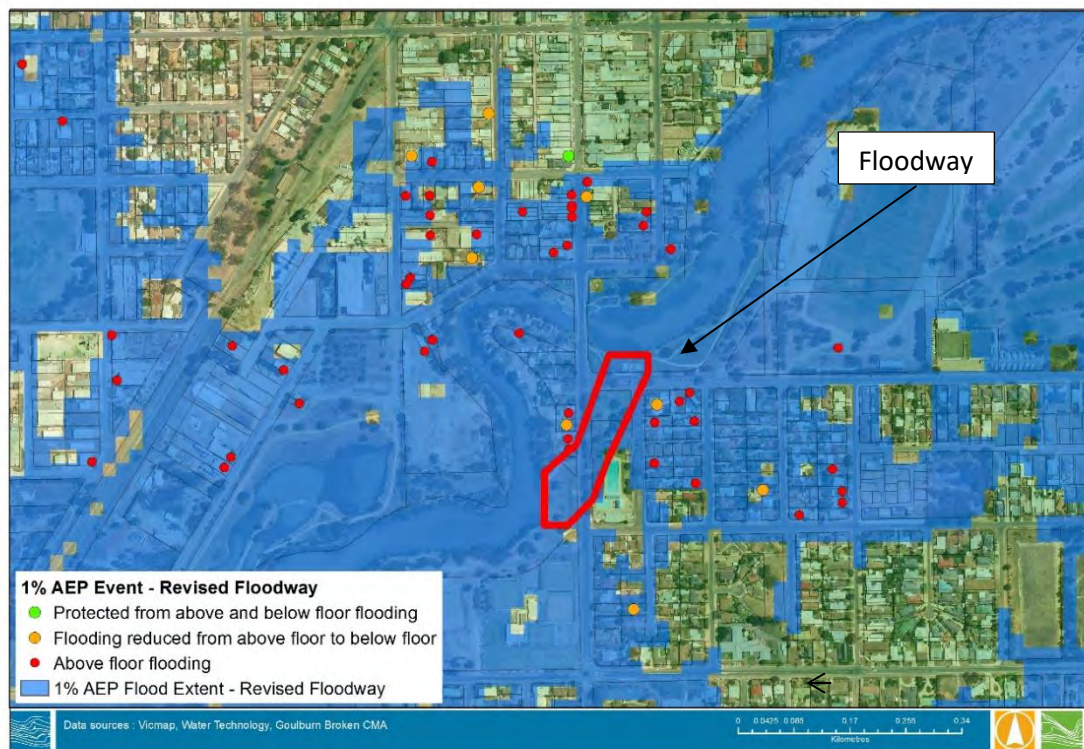 Floodway
1% AEP Event - Revised Floodway
Protected from above and below floor flooding
Flooding reduced from above floor to below floor
Above floor flooding
1% AEP Flood Extent - Revised Floodway
Data sources : Vicmap, Water Technology, Goulburn Broken CMA
0 0.0425 0.085 0.17 0.255 0.34
Kilometres